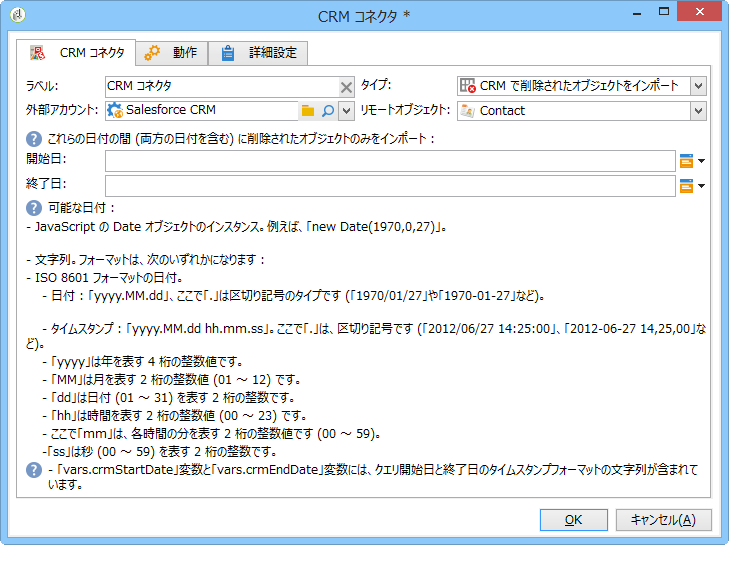 CRM コネクタ *
CRM コネクタ 動作 詳細設定
ラベル: CRM コネクタ タイプ: CRM で削除されたオブジェクトをインポート
外部アカウント: Salesforce CRM リモートオブジェクト: Contact
これらの日付の間 (両方の日付を含む) に削除されたオブジェクトのみをインポート :
開始日:
終了日:
可能な日付 :
- JavaScript の Date オブジェクトのインスタンス。例えば、「new Date(1970,0,27)」。
- 文字列。フォーマットは、次のいずれかになります :
- ISO 8601 フォーマットの日付。
- 日付 : 「yyyy.MM.dd」、ここで「.」は区切り記号のタイプです (「1970/01/27」や「1970-01-27」など)。
- タイムスタンプ : 「yyyy.MM.dd hh.mm.ss」。ここで「.」は、区切り記号です (「2012/06/27 14:25:00」、「2012-06-27 14,25,00」な
ど)。
- 「yyyy」は年を表す 4 桁の整数値です。
- 「MM」は月を表す 2 桁の整数値 (01 ～ 12) です。
- 「dd」は日付 (01 ～ 31) を表す 2 桁の整数です。
- 「hh」は時間を表す 2 桁の整数値 (00 ～ 23) です。
- ここで「mm」は、各時間の分を表す 2 桁の整数値です (00 ～ 59)。
-「ss」は秒 (00 ～ 59) を表す 2 桁の整数です。
- 「vars.crmStartDate」変数と「vars.crmEndDate」変数には、クエリ開始日と終了日のタイムスタンプフォーマットの文字列が含まれて
います。
OK キャンセル(A)